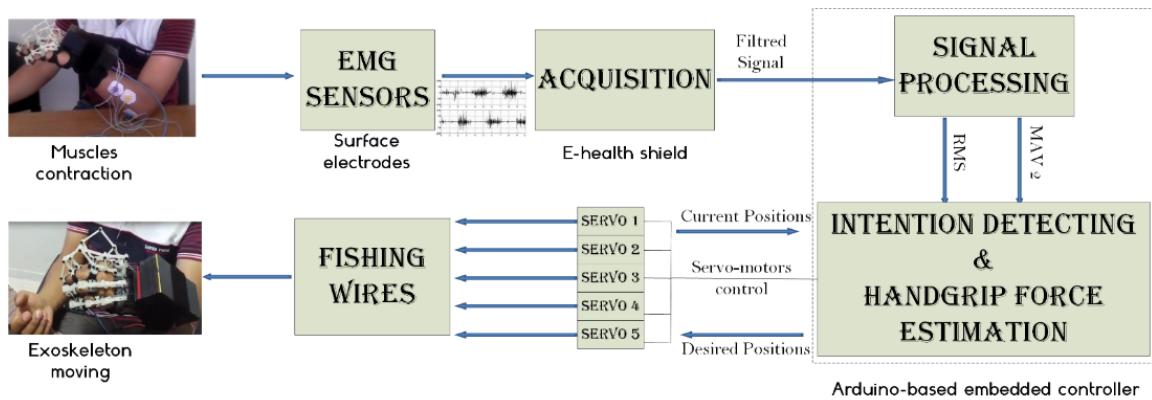 EMG
SENSORS
Surface
electrodes
ACQUISITION
E-health shield
Filtred
Signal
SIGNAL
PROCESSING
Muscles
contraction
RMS
MAV 2
INTENTION DETECTING
&
HANDGRIP FORCE
ESTIMATION
Arduino-based embedded controller
Current Positions
Servo-motors
control
Desired Positions
SERVO 1
SERVO 2
SERVO 3
SERVO 4
SERVO 5
FISHING
WIRES
Exoskeleton
moving